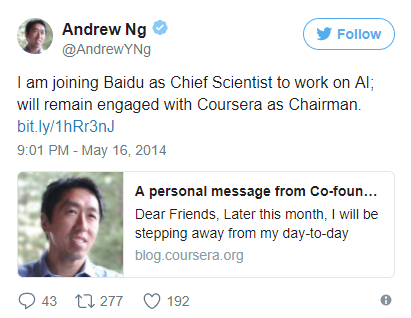 Andrew Ng
@AndrewYNg
Follow
I am joining Baidu as Chief Scientist to work on AI;
will remain engaged with Coursera as Chairman.
bit.ly/1hRr3nJ
9:01 PM - May 16, 2014
A personal message from Co-foun...
Dear Friends, Later this month, I will be
stepping away from my day-to-day
blog.coursera.org
43 277 192